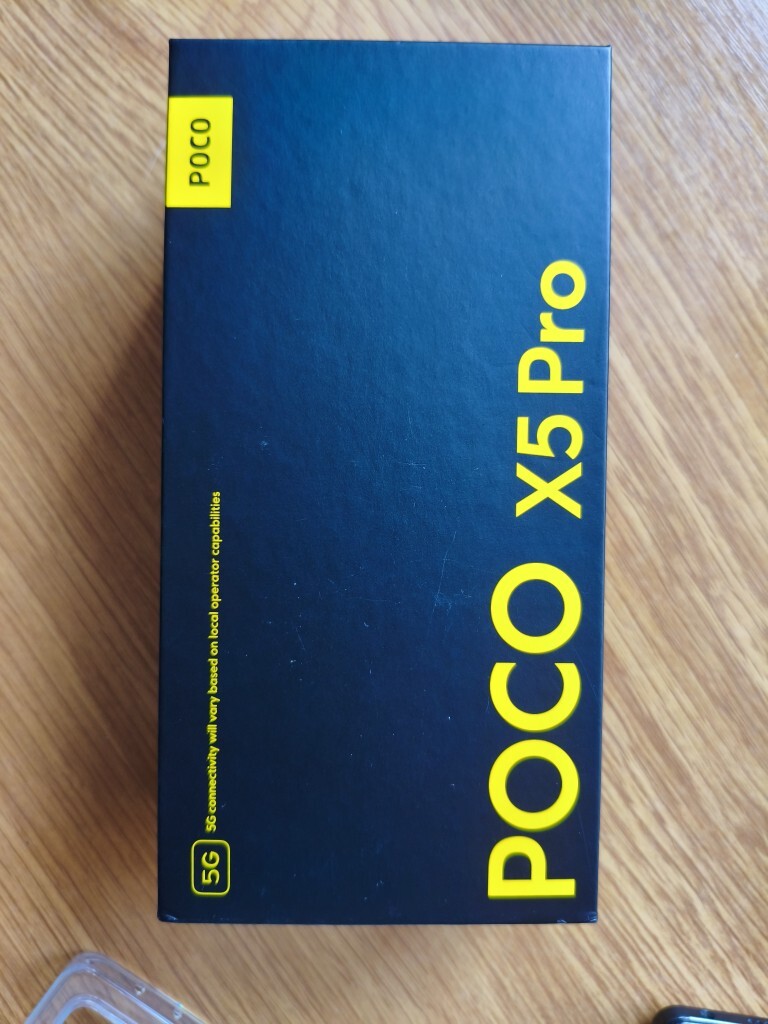 POCO
5G 5G connectivity will vary based on local operator capabilities
POCO X5 Pro